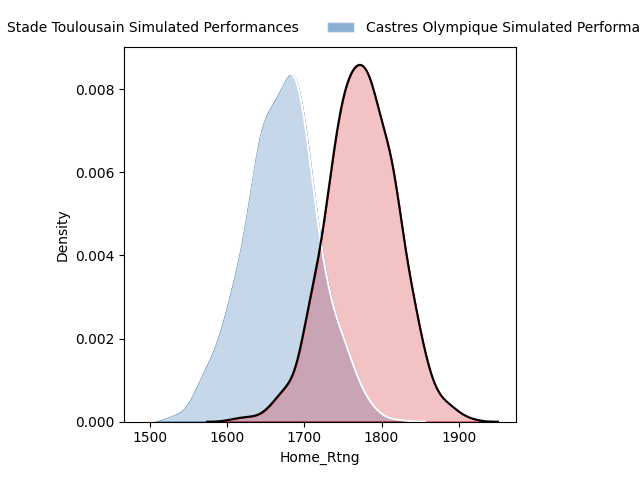 Stade Toulousain Simulated Performances Castres Olympique Simulated Performa
0.008
0.006
0.004
0.002
0.000
Density
1500 1600 1700 1800 1900
Home_Rtng